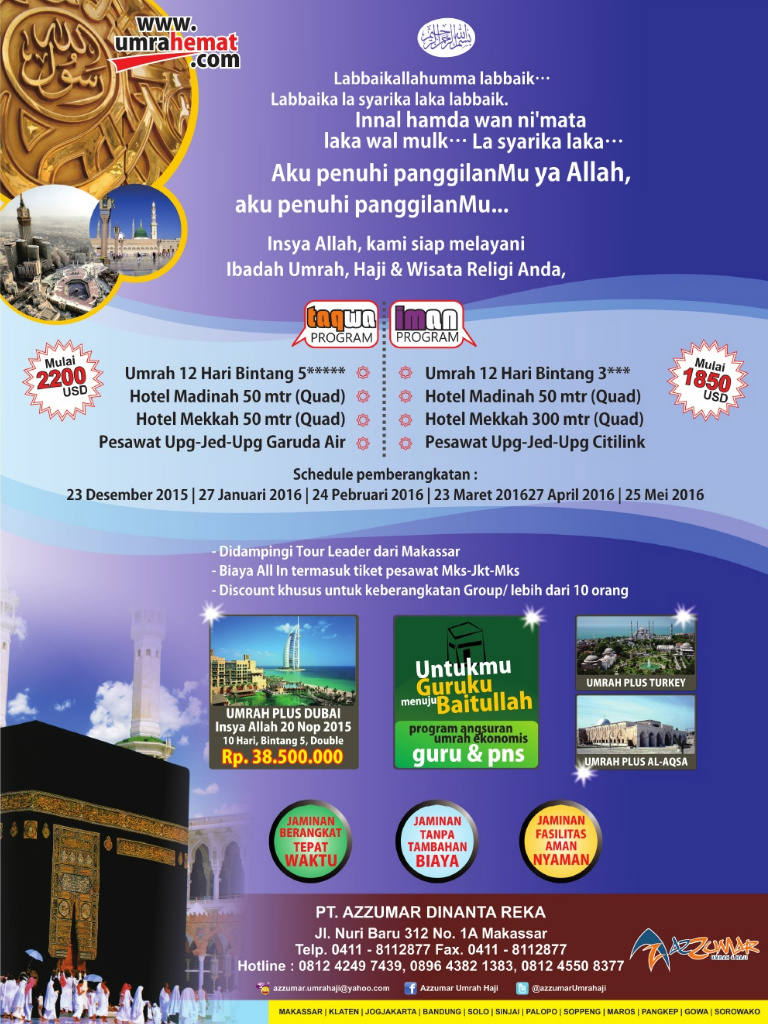 www.
umrahemat
.com
Labbaikallahumma labbaik…
Labbaika la syarika laka labbaik.
Innal hamda wan ni'mata
laka wal mulk… La syarika laka…
Aku penuhi panggilanMu ya Allah,
aku penuhi panggilanMu...
Insya Allah, kami siap melayani
Ibadah Umrah, Haji & Wisata Religi Anda,
taqwa
PROGRAM
Mulai
2200
USD
Umrah 12 Hari Bintang 5*****
Hotel Madinah 50 mtr (Quad)
Hotel Mekkah 50 mtr (Quad)
Pesawat Upg-Jed-Upg Garuda Air
iman
PROGRAM
Umrah 12 Hari Bintang 3***
Hotel Madinah 50 mtr (Quad)
Hotel Mekkah 300 mtr (Quad)
Pesawat Upg-Jed-Upg Citilink
Mulai
1850
USD
Schedule pemberangkatan :
23 Desember 2015 | 27 Januari 2016 | 24 Pebruari 2016 | 23 Maret 201627 April 2016 | 25 Mei 2016
- Didampingi Tour Leader dari Makassar
- Biaya All In termasuk tiket pesawat Mks-Jkt-Mks
- Discount khusus untuk keberangkatan Group/ lebih dari 10 orang
UMRAH PLUS DUBAI
Insya Allah 20 Nop 2015
10 Hari, Bintang 5, Double
Rp. 38.500.000
Untukmu
Guruku
menuju Baitullah
program angsuran
umrah ekonomis
guru & pns
UMRAH PLUS TURKEY
UMRAH PLUS AL-AQSA
JAMINAN
BERANGKAT
TEPAT
WAKTU
JAMINAN
TANPA
TAMBAHAN
BIAYA
JAMINAN
FASILITAS
AMAN
NYAMAN
PT. AZZUMAR DINANTA REKA
Jl. Nuri Baru 312 No. 1A Makassar
Telp. 0411 - 8112877 Fax. 0411 - 8112877
Hotline : 0812 4249 7439, 0896 4382 1383, 0812 4550 8377
AZZUMAR
UMRAH & HAJI
azzumar.umrahaji@yahoo.com
Azzumar Umrah Haji
@azzumarUmrahaji
MAKASSAR | KLATEN | JOGJAKARTA | BANDUNG | SOLO | SINJAI | PALOPO | SOPPENG | MAROS | PANGKEP | GOWA | SOROWAKO